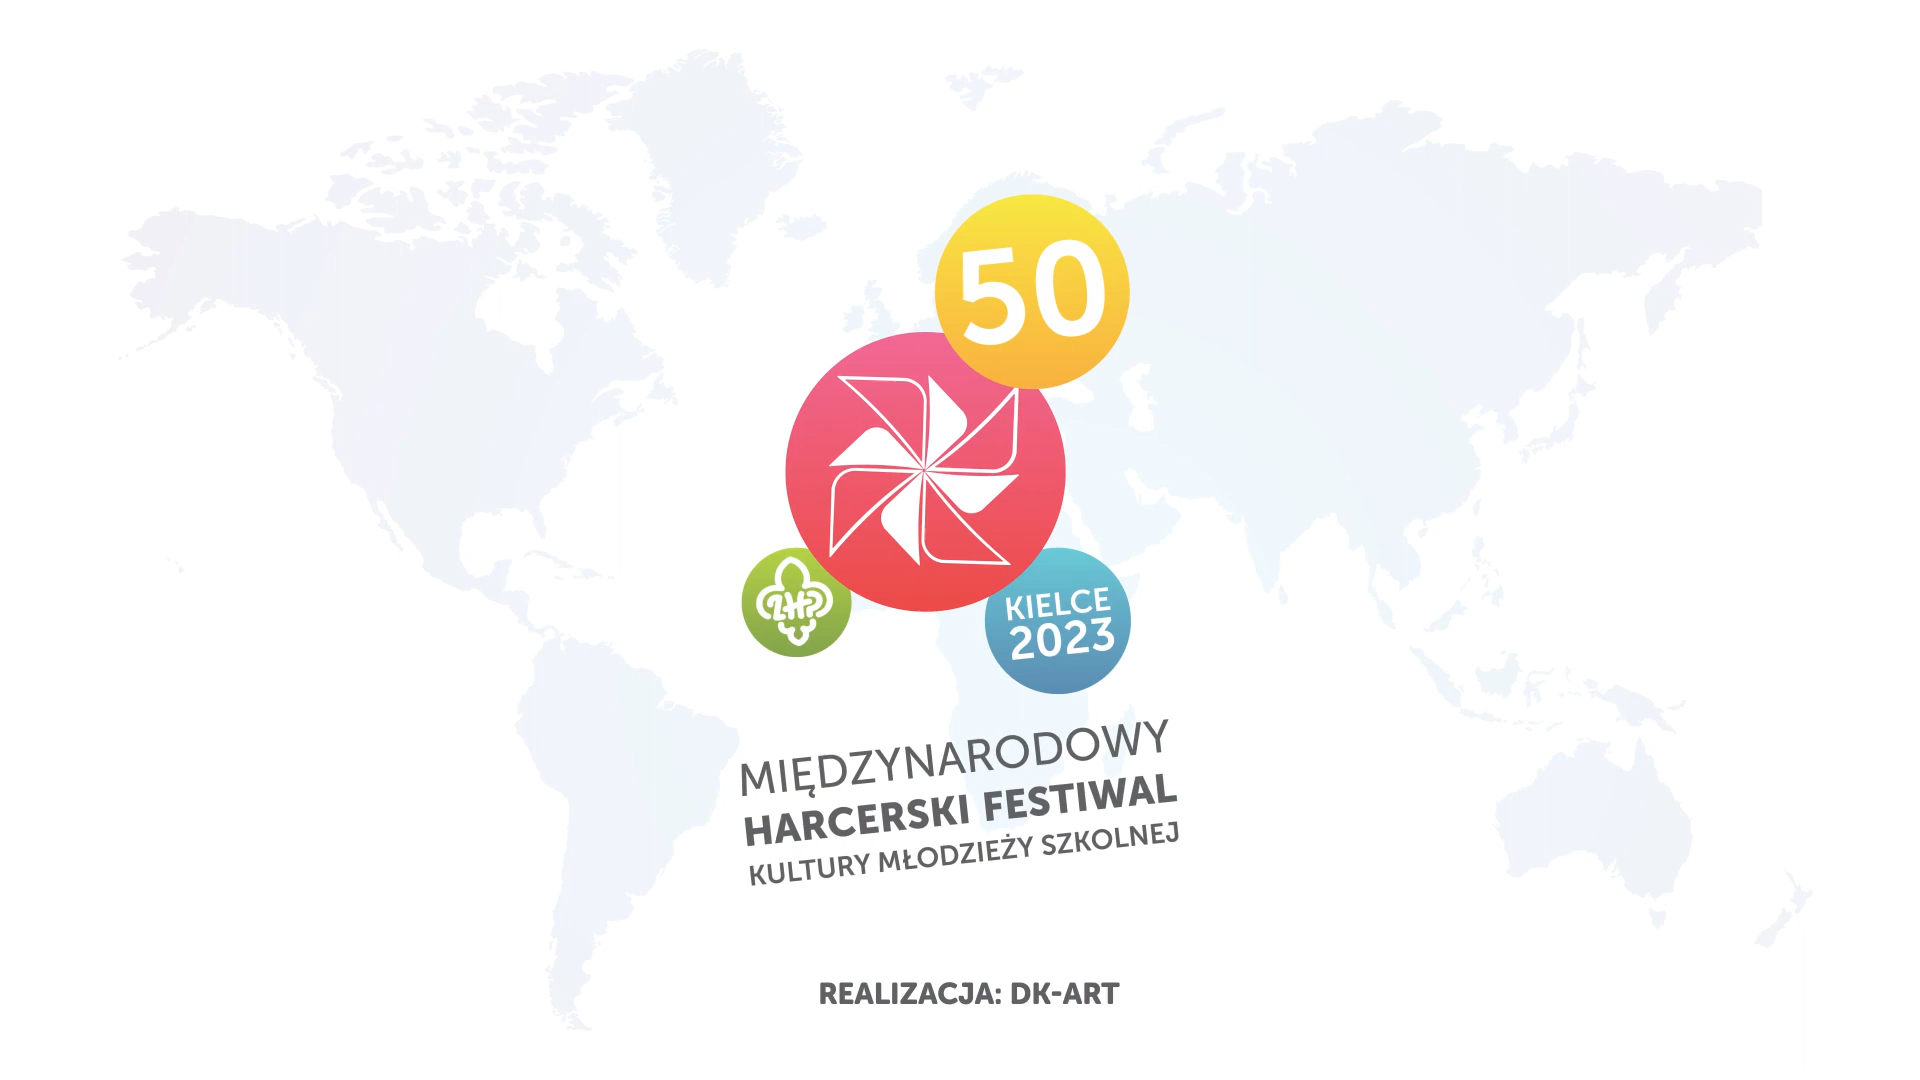 50
ZHP
KIELCE
2023
MIĘDZYNARODOWY
HARCERSKI FESTIWAL
KULTURY MŁODZIEŻY SZKOLNEJ
REALIZACJA: DK-ART